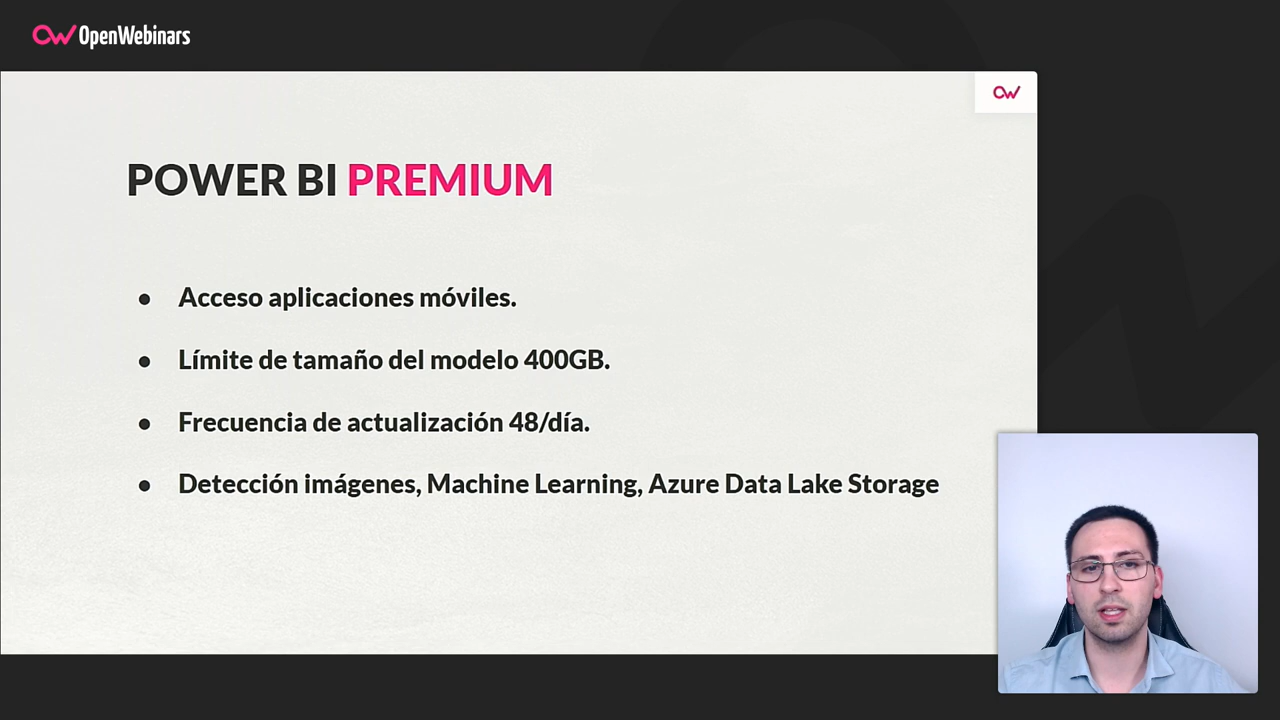 OpenWebinars
POWER BI PREMIUM
● Acceso aplicaciones móviles.
● Límite de tamaño del modelo 400GB.
● Frecuencia de actualización 48/día.
● Detección imágenes, Machine Learning, Azure Data Lake Storage